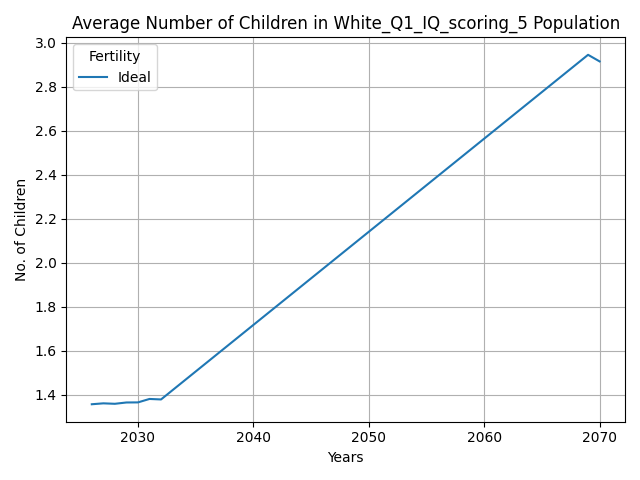 Average Number of Children in White_Q1_IQ_scoring_5 Population
Fertility
Ideal
No. of Children
3.0
2.8
2.6
2.4
2.2
2.0
1.8
1.6
1.4
2030 2040 2050 2060 2070
Years